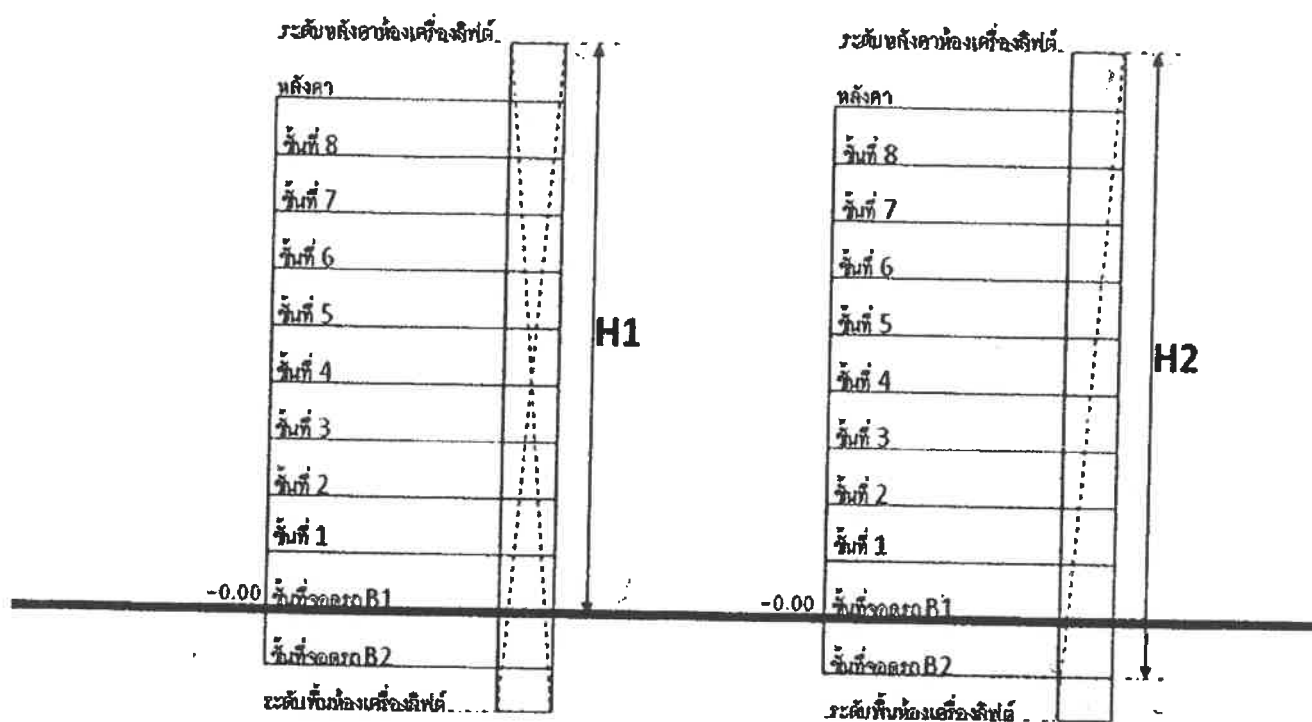 ระดับหลังคาห้องเครื่องลิฟต์
หลังคา
ชั้นที่ 8
ชั้นที่ 7
ชั้นที่ 6
ชั้นที่ 5
ชั้นที่ 4
ชั้นที่ 3
ชั้นที่ 2
ชั้นที่ 1
-0.00
ชั้นที่จอดรถ B1
ชั้นที่จอดรถ B2
ระดับพื้นห้องเครื่องลิฟต์
H1
ระดับหลังคาห้องเครื่องลิฟต์
หลังคา
ชั้นที่ 8
ชั้นที่ 7
ชั้นที่ 6
ชั้นที่ 5
ชั้นที่ 4
ชั้นที่ 3
ชั้นที่ 2
ชั้นที่ 1
-0.00
ชั้นที่จอดรถ B1
ชั้นที่จอดรถ B2
ระดับพื้นห้องเครื่องลิฟต์
H2